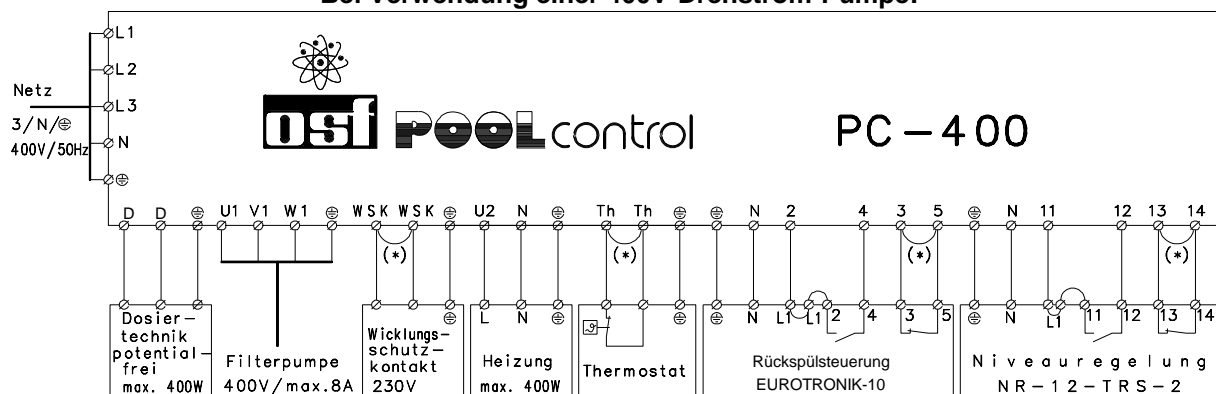 Bei Verwendung einer 400V-Drehstrom-Pumpe:
L1
L2
L3
N
Netz
3/N/⏚
400V/50Hz
osf POOL control
PC-400
D D ⏚ U1 V1 W1 ⏚ WSK WSK ⏚ U2 N ⏚ Th Th ⏚ ⏚ N 2 4 3 5 ⏚ N 11 12 13 14
(*) (*) (*) (*)
⏚ L N ⏚ ⏚ N L1 L1 2 4 3 5 ⏚ N L1 11 12 13 14
Dosier-
technik
potential-
frei
max. 400W
Filterpumpe
400V/max.8A
Wicklungs-
schutz-
kontakt
230V
Heizung
max. 400W
Thermostat
Rückspülsteuerung
EUROTRONIK-10
Niveauregelung
NR-12-TRS-2